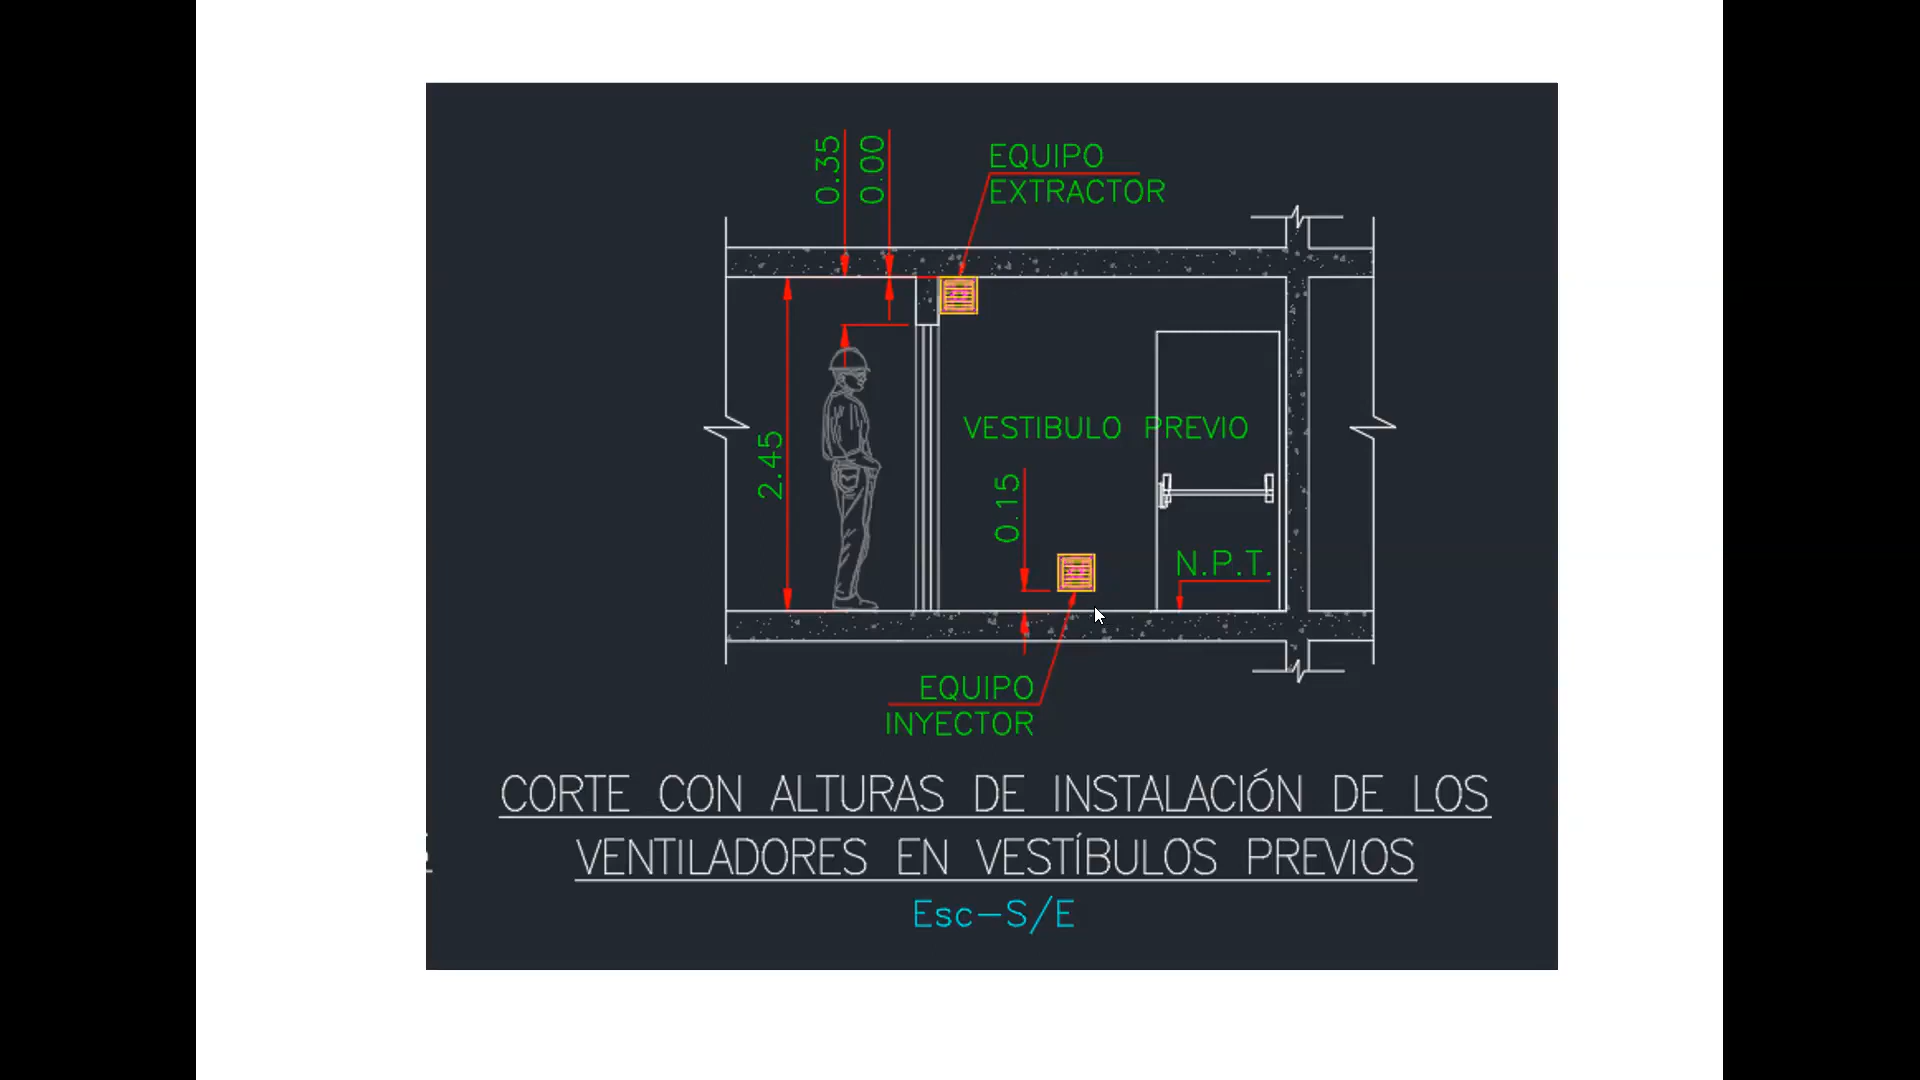 0.35
0.00
EQUIPO
EXTRACTOR
2.45
VESTIBULO PREVIO
0.15
N.P.T.
EQUIPO
INYECTOR
CORTE CON ALTURAS DE INSTALACIÓN DE LOS
VENTILADORES EN VESTÍBULOS PREVIOS
Esc-S/E